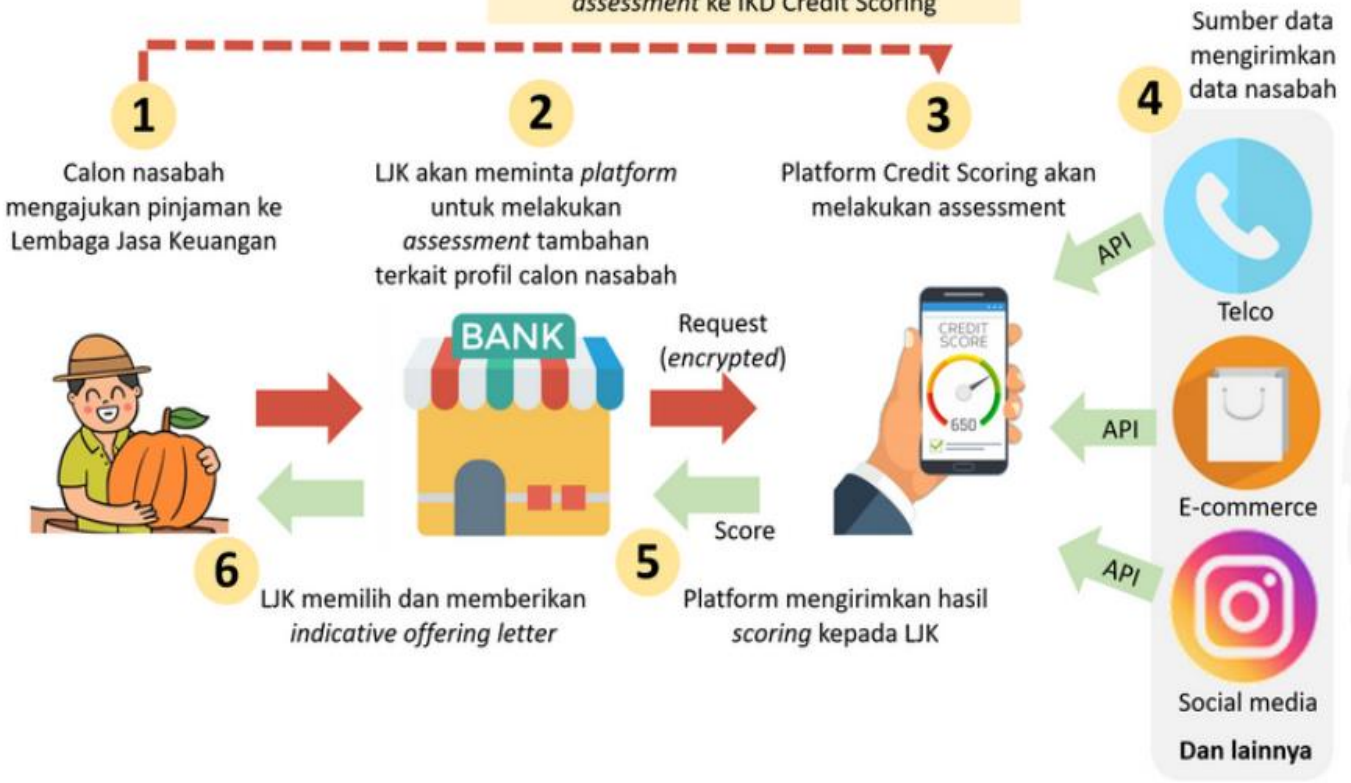 assessment ke IKD Credit Scoring
1
Calon nasabah
mengajukan pinjaman ke
Lembaga Jasa Keuangan
2
LJK akan meminta platform
untuk melakukan
assessment tambahan
terkait profil calon nasabah
3
Platform Credit Scoring akan
melakukan assessment
4
Sumber data
mengirimkan
data nasabah
BANK
Request
(encrypted)
CREDIT
SCORE
650
API
Telco
API
E-commerce
API
Social media
Dan lainnya
Score
5
Platform mengirimkan hasil
scoring kepada LJK
6
LJK memilih dan memberikan
indicative offering letter